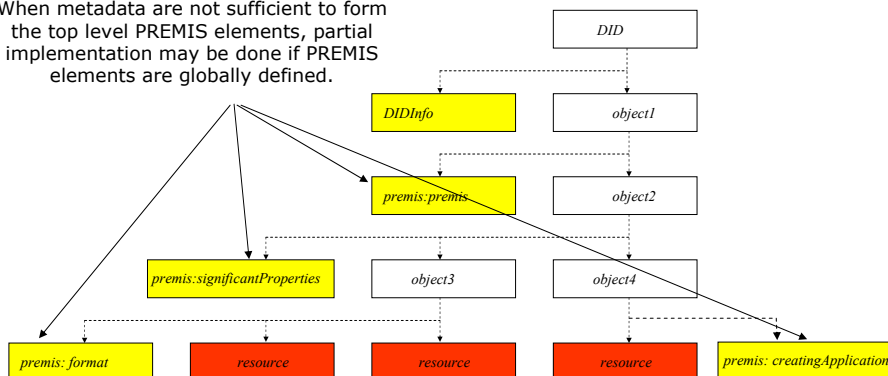 When metadata are not sufficient to form
the top level PREMIS elements, partial
implementation may be done if PREMIS
elements are globally defined.
DID
DIDInfo
object1
premis:premis
object2
premis:significantProperties
object3
object4
premis: format
resource
resource
resource
premis: creatingApplication